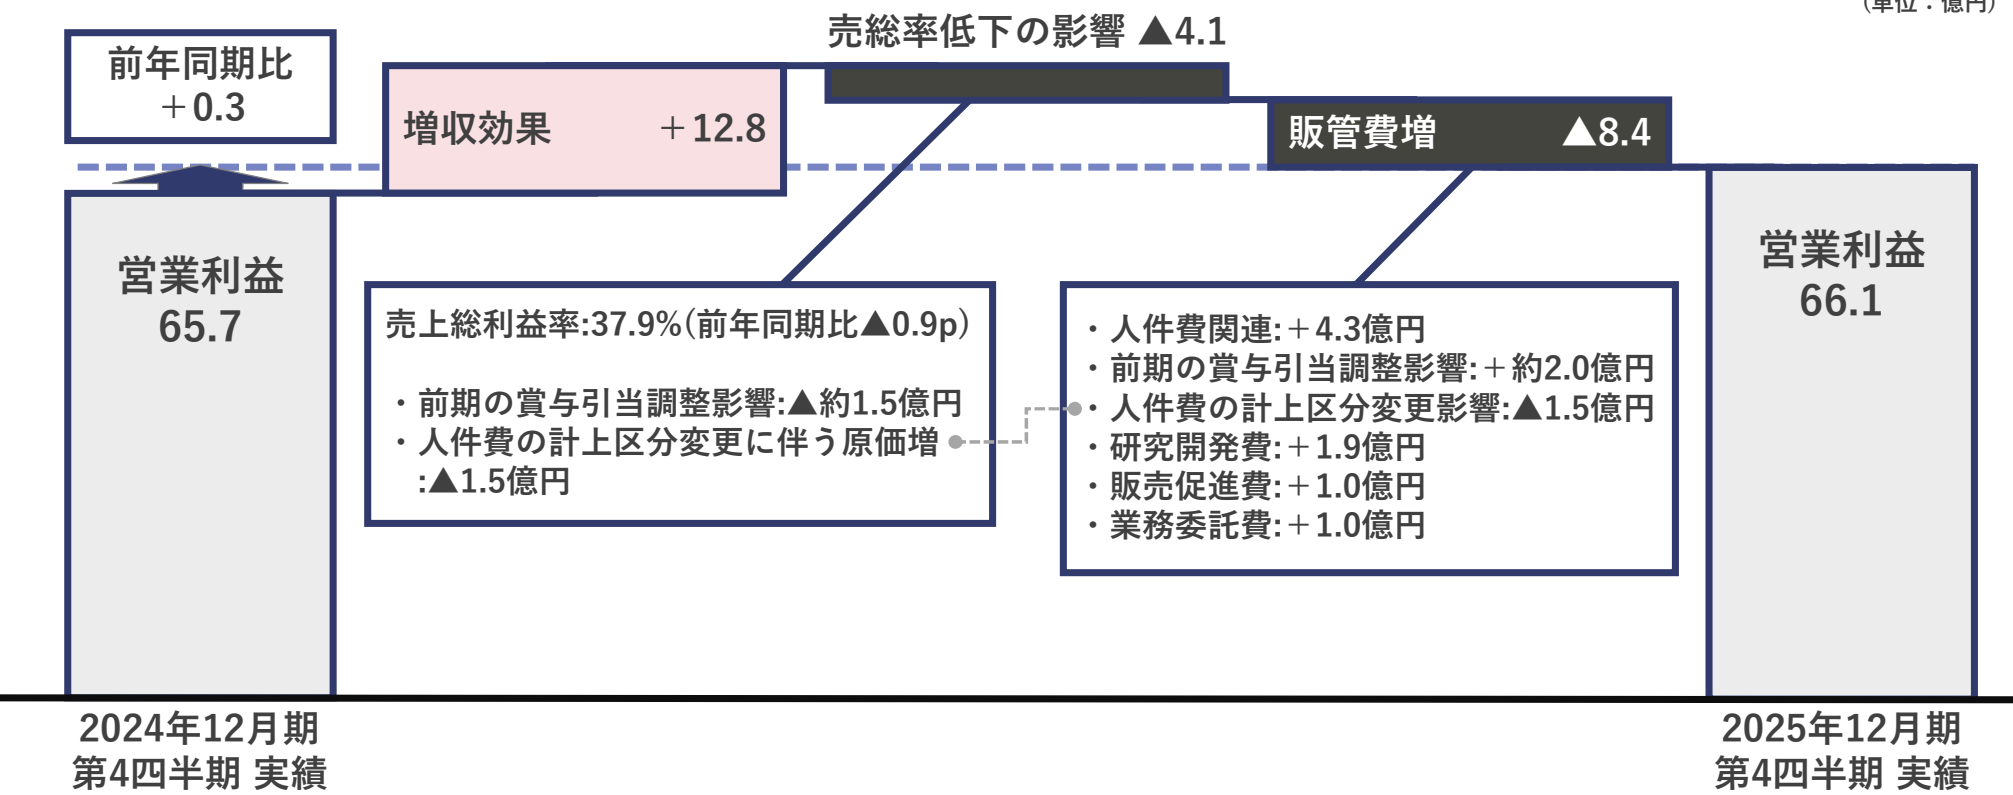 (単位：億円)
売総率低下の影響 ▲4.1
前年同期比
＋0.3
増収効果 ＋12.8
販管費増 ▲8.4
営業利益
65.7
営業利益
66.1
売上総利益率:37.9%(前年同期比▲0.9p)
・前期の賞与引当調整影響:▲約1.5億円
・人件費の計上区分変更に伴う原価増
:▲1.5億円
・人件費関連:＋4.3億円
・前期の賞与引当調整影響:＋約2.0億円
・人件費の計上区分変更影響:▲1.5億円
・研究開発費:＋1.9億円
・販売促進費:＋1.0億円
・業務委託費:＋1.0億円
2024年12月期
第4四半期 実績
2025年12月期
第4四半期 実績